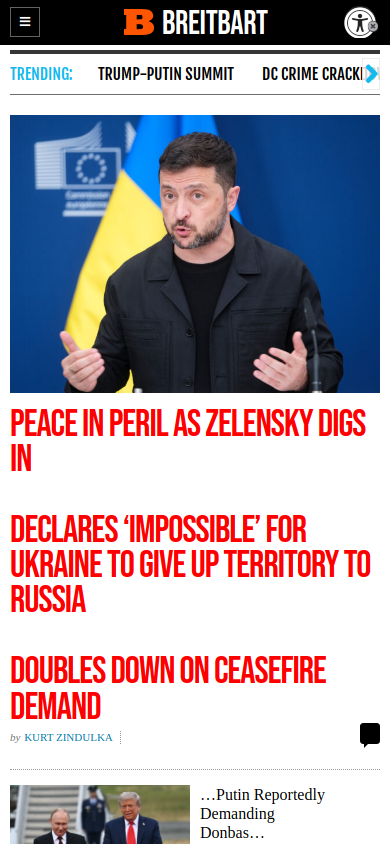 BREITBART
TRENDING:
TRUMP-PUTIN SUMMIT
DC CRIME
Commission
européenne
PEACE IN PERIL AS ZELENSKY DIGS
IN
DECLARES ‘IMPOSSIBLE’ FOR
UKRAINE TO GIVE UP TERRITORY TO
RUSSIA
DOUBLES DOWN ON CEASEFIRE
DEMAND
by KURT ZINDULKA
…Putin Reportedly
Demanding
Donbas…